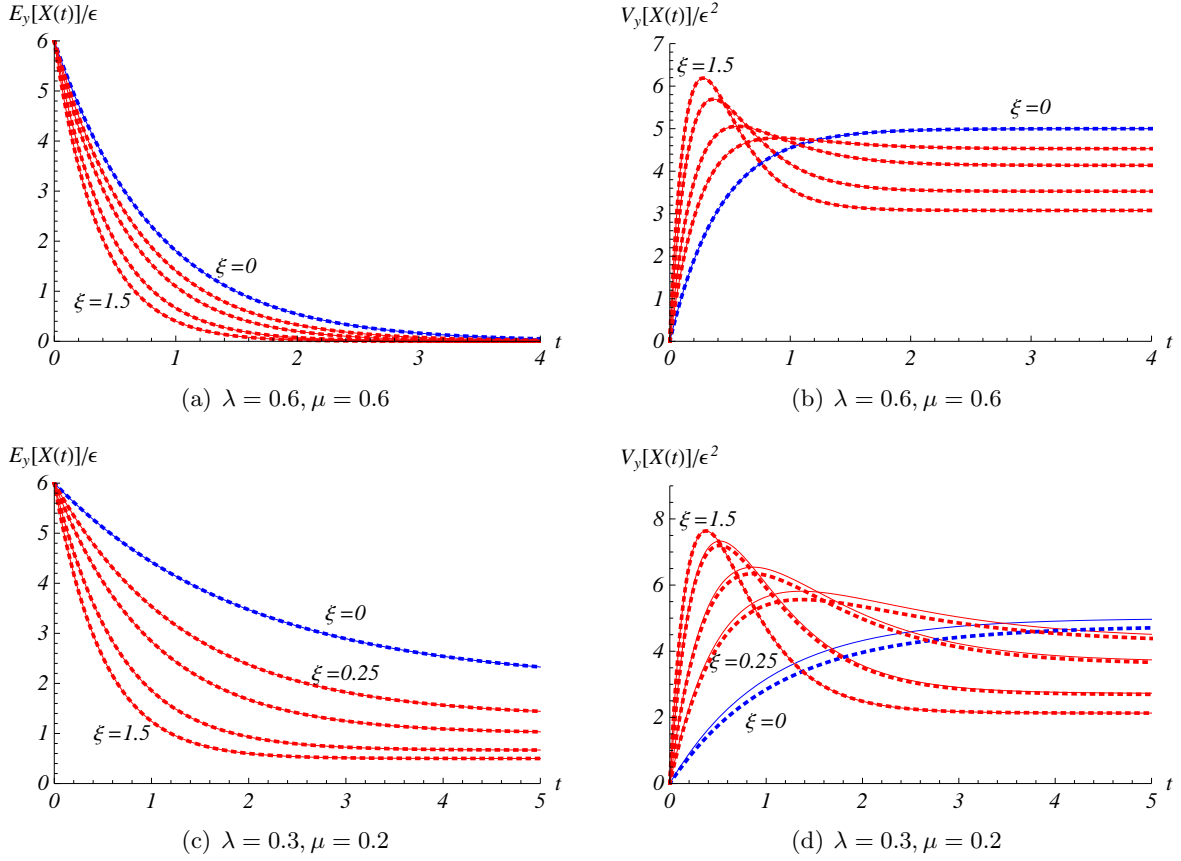 E_y[X(t)]/ϵ
6
5
4
3
2
1
0
0 1 2 3 4 t
ξ=0
ξ=1.5
(a) λ = 0.6, μ = 0.6
V_y[X(t)]/ϵ²
7
6
5
4
3
2
1
0
0 1 2 3 4 t
ξ=1.5
ξ=0
(b) λ = 0.6, μ = 0.6
E_y[X(t)]/ϵ
6
5
4
3
2
1
0
0 1 2 3 4 5 t
ξ=0
ξ=0.25
ξ=1.5
(c) λ = 0.3, μ = 0.2
V_y[X(t)]/ϵ²
8
6
4
2
0
0 1 2 3 4 5 t
ξ=1.5
ξ=0.25
ξ=0
(d) λ = 0.3, μ = 0.2